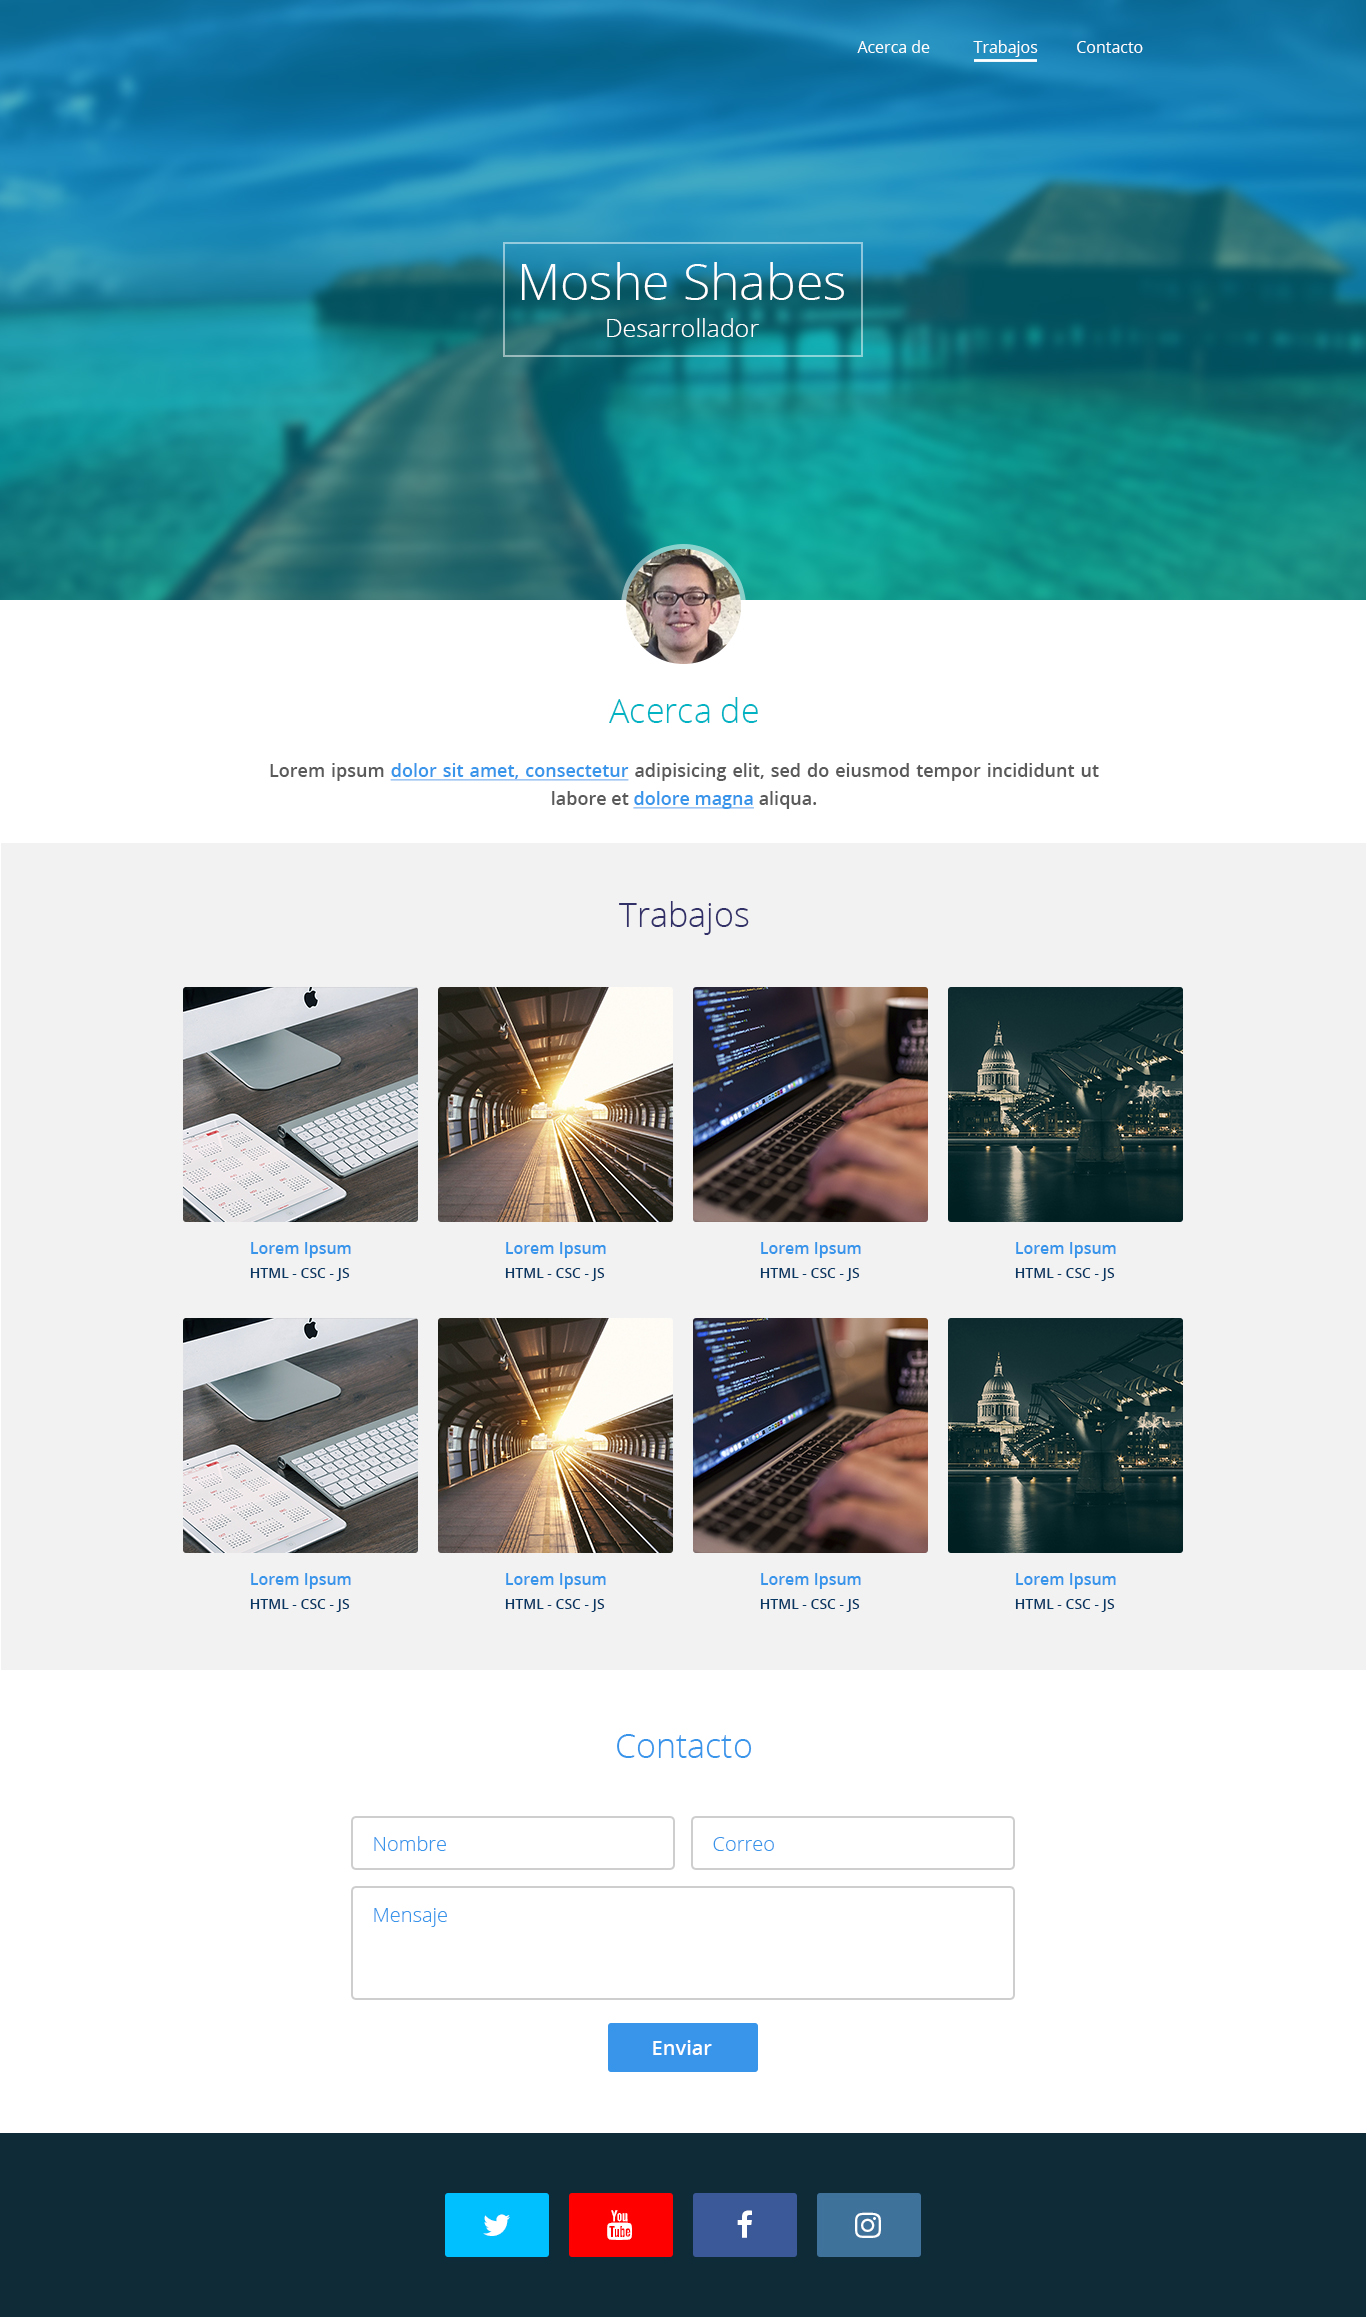 Acerca de Trabajos Contacto
Moshe Shabes
Desarrollador
Acerca de
Lorem ipsum dolor sit amet, consectetur adipisicing elit, sed do eiusmod tempor incididunt ut
labore et dolore magna aliqua.
Trabajos
Lorem Ipsum Lorem Ipsum Lorem Ipsum Lorem Ipsum
HTML - CSC - JS HTML - CSC - JS HTML - CSC - JS HTML - CSC - JS
Lorem Ipsum Lorem Ipsum Lorem Ipsum Lorem Ipsum
HTML - CSC - JS HTML - CSC - JS HTML - CSC - JS HTML - CSC - JS
Contacto
Nombre Correo
Mensaje
Enviar
You
Tube